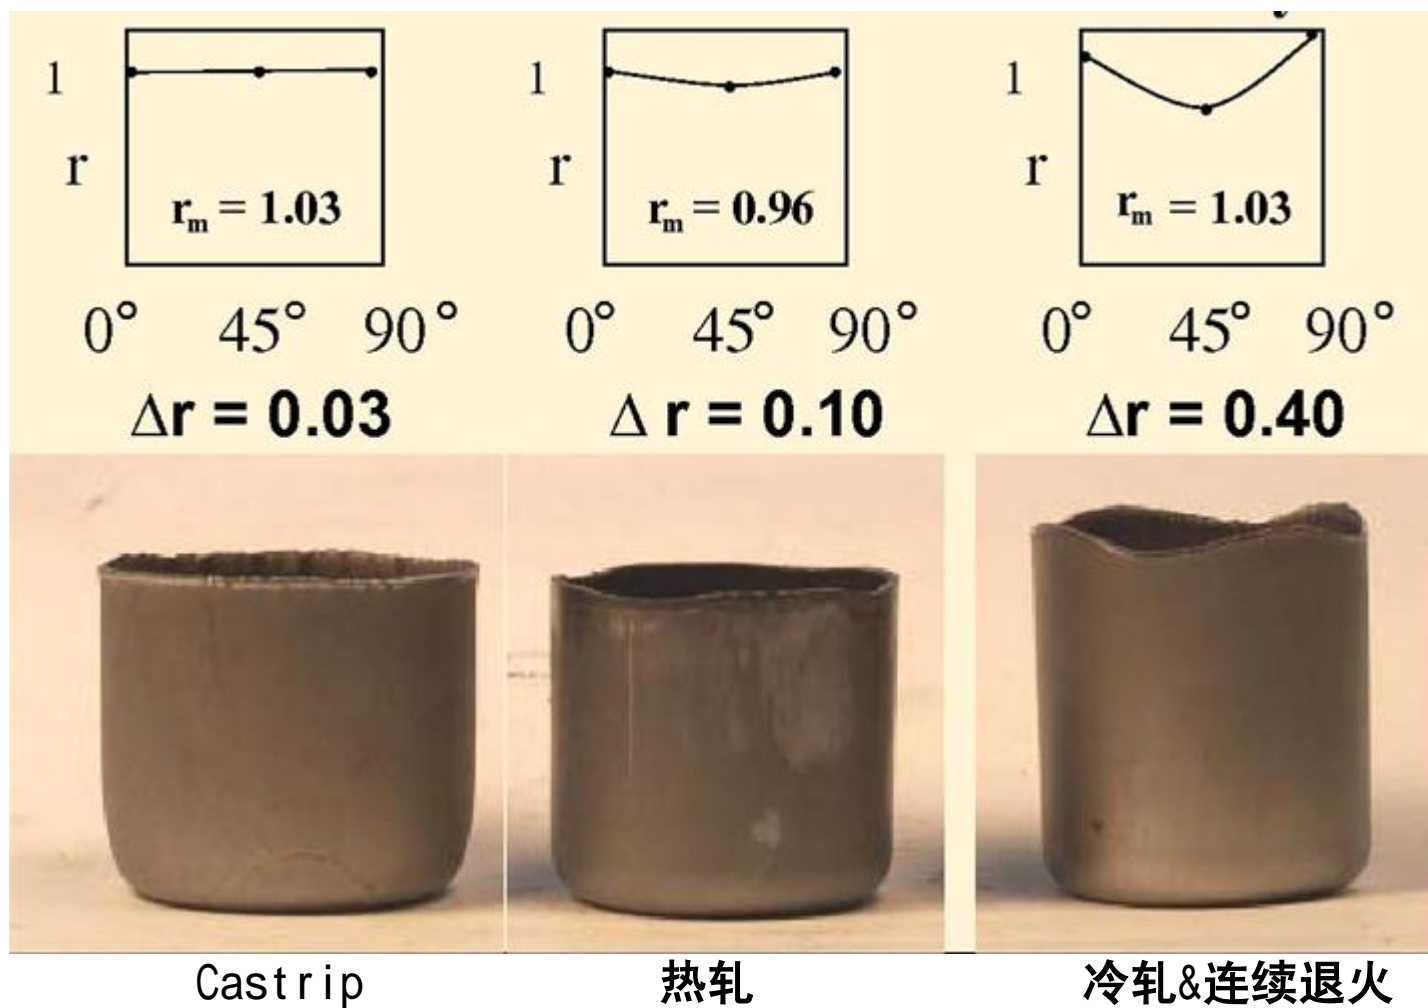 1
r
rm = 1.03
0° 45° 90°
Δr = 0.03
1
r
rm = 0.96
0° 45° 90°
Δ r = 0.10
1
r
rm = 1.03
0° 45° 90°
Δr = 0.40
Castrip
热轧
冷轧&连续退火